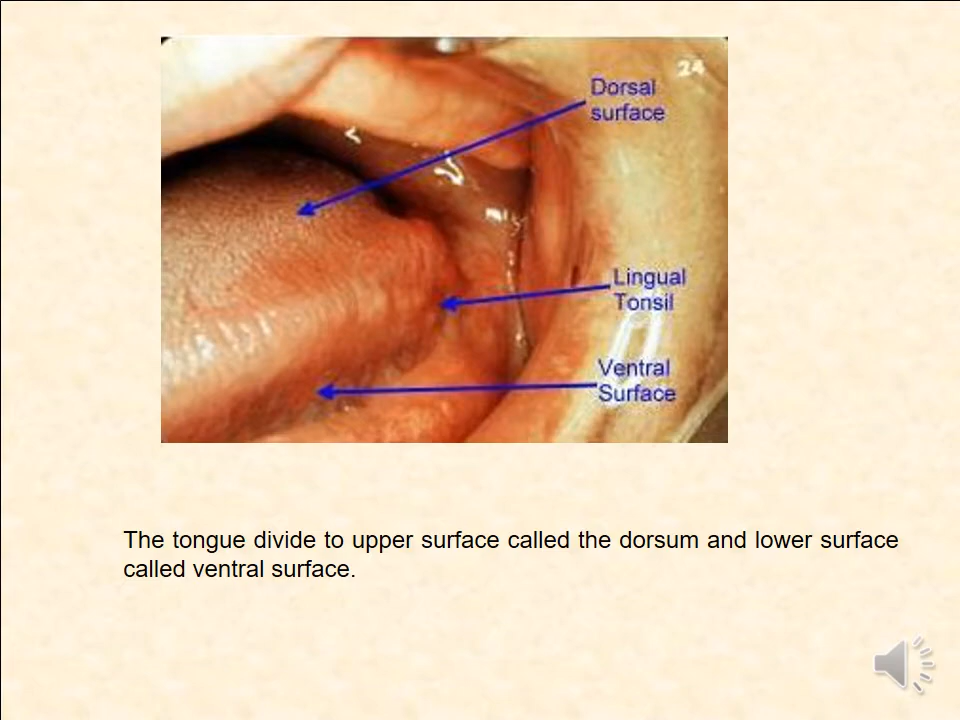 24
Dorsal
surface
Lingual
Tonsil
Ventral
Surface
The tongue divide to upper surface called the dorsum and lower surface
called ventral surface.